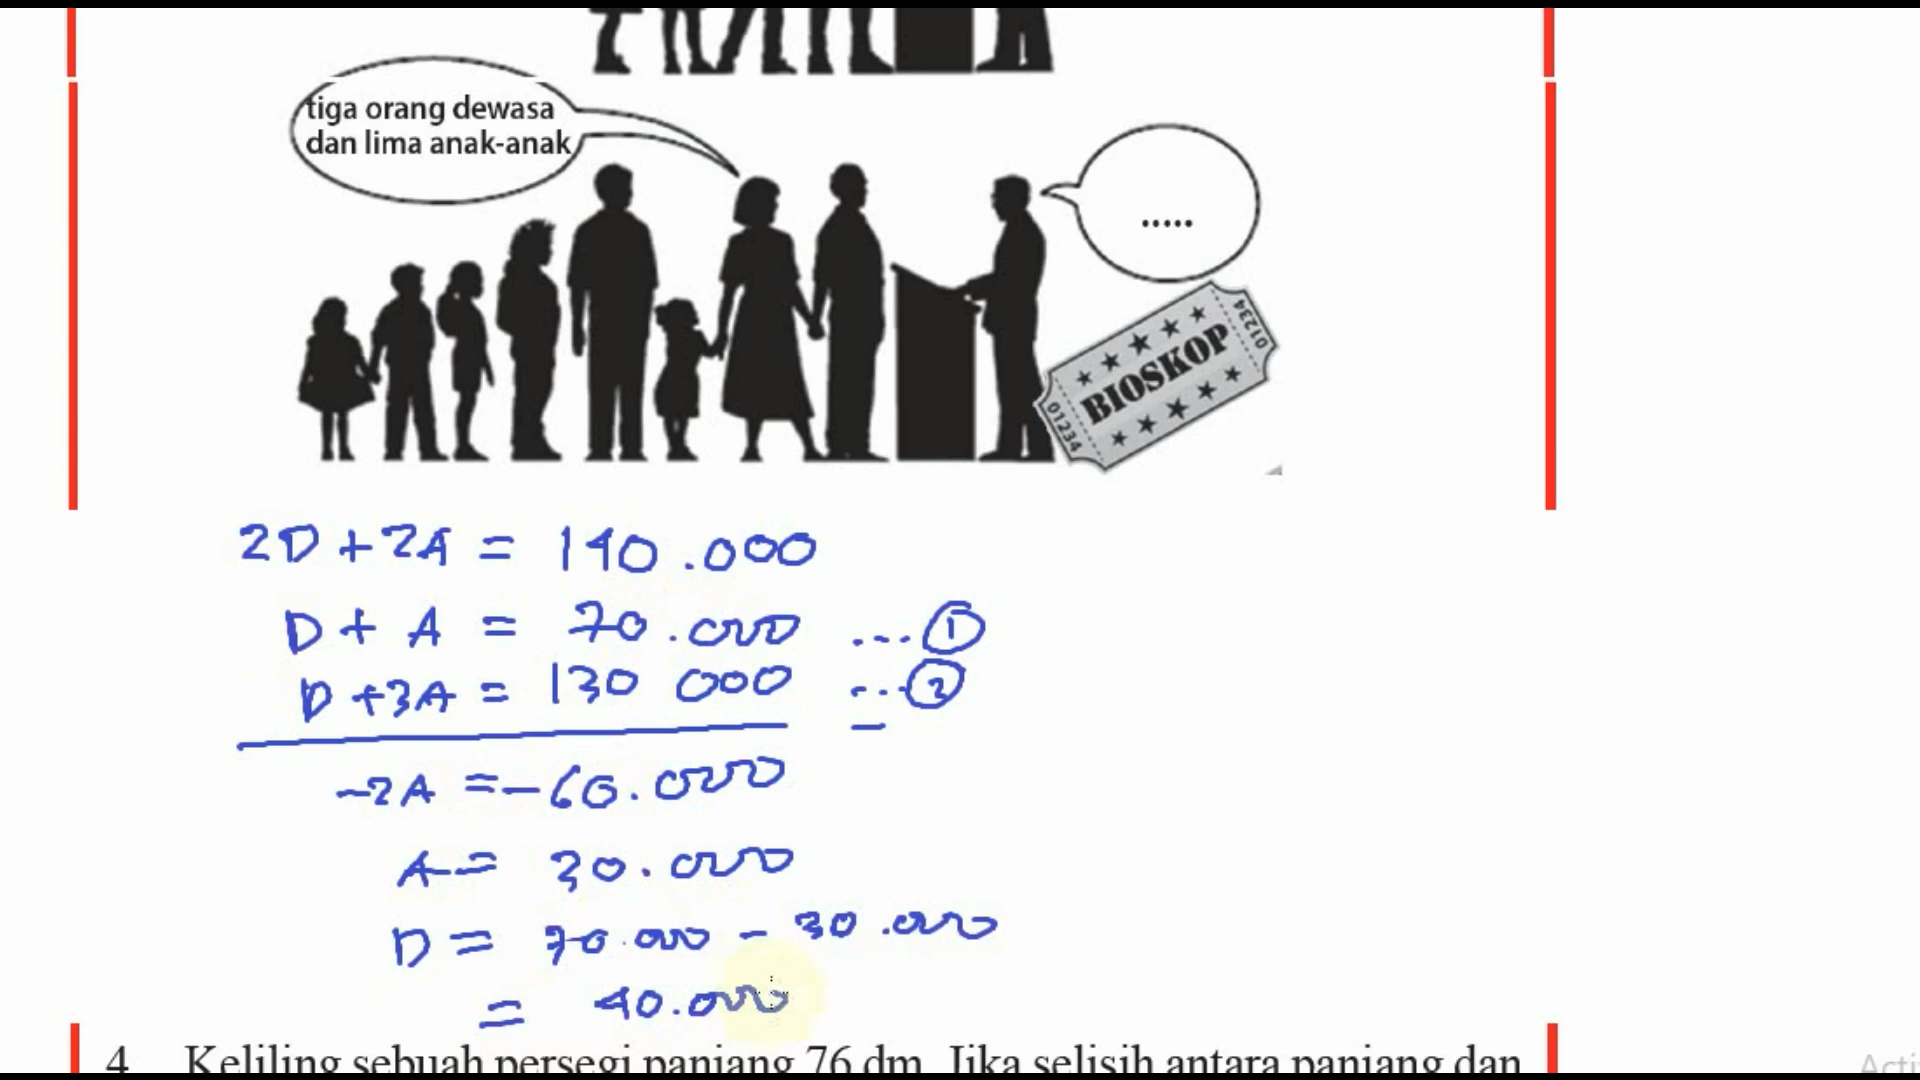 tiga orang dewasa
dan lima anak-anak
.....
01234
BIOSKOP
01234
2D + 2A = 140.000
D + A = 70.000 ... 1
D + 3A = 130 000 ... 2
-2A = -60.000
A = 30.000
D = 70.000 - 30.000
= 40.000
4. Keliling sebuah persegi panjang 76 dm. Jika selisih antara panjang dan